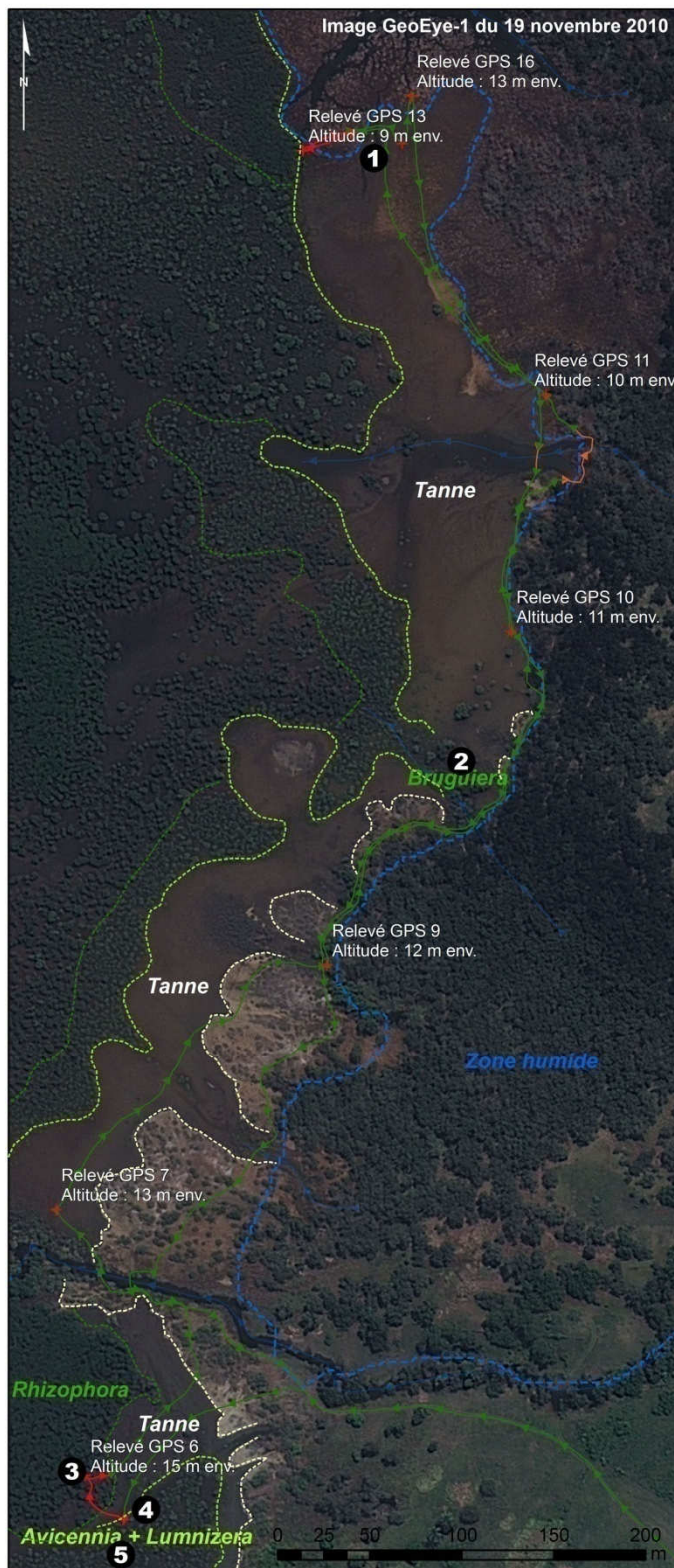 Image GeoEye-1 du 19 novembre 2010
N
Relevé GPS 16
Altitude : 13 m env.
Relevé GPS 13
Altitude : 9 m env.
1
Relevé GPS 11
Altitude : 10 m env.
Tanne
Relevé GPS 10
Altitude : 11 m env.
2
Bruguiera
Relevé GPS 9
Altitude : 12 m env.
Tanne
Zone humide
Relevé GPS 7
Altitude : 13 m env.
Rhizophora
Tanne
Relevé GPS 6
Altitude : 15 m env.
3
4
Avicennia + Lumnizera
5
0 25 50 100 150 200
m